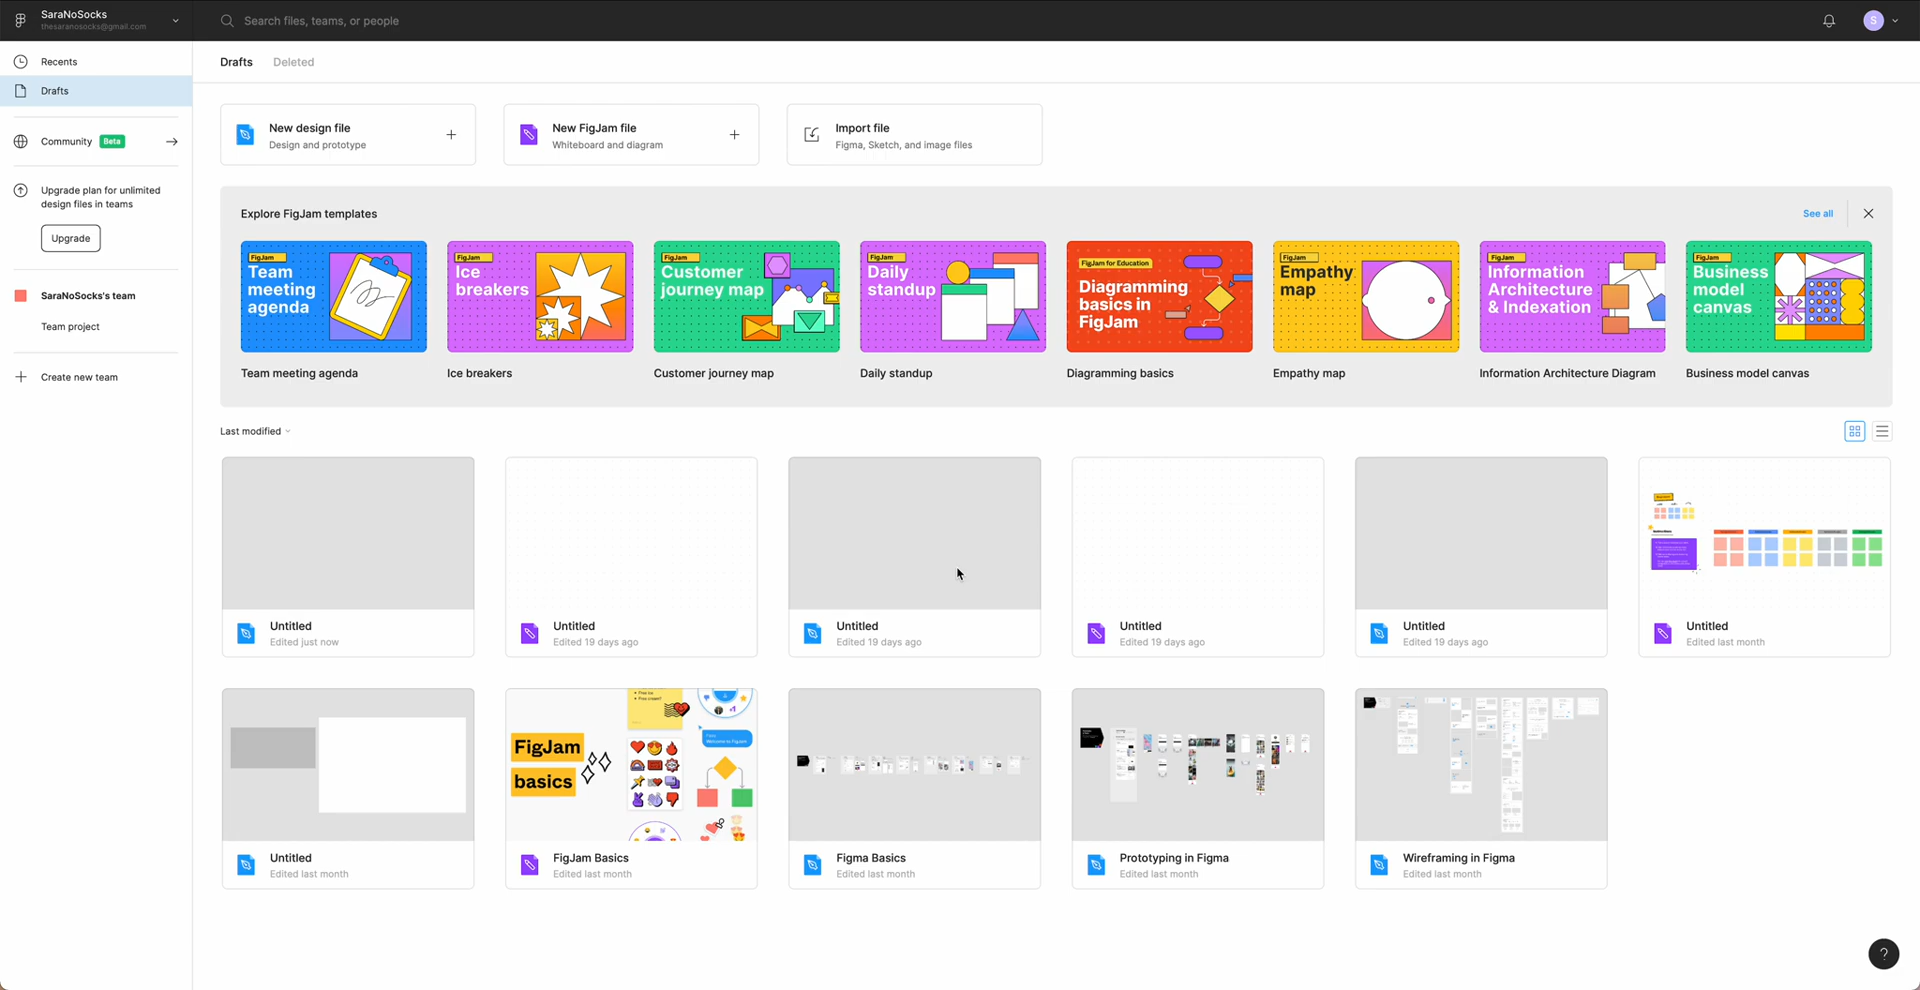 SaraNoSocks
thesaranosocks@gmail.com
Search files, teams, or people
S
Recents
Drafts
Community Beta
Upgrade plan for unlimited
design files in teams
Upgrade
SaraNoSocks's team
Team project
Create new team
Drafts
Deleted
New design file
Design and prototype
New FigJam file
Whiteboard and diagram
Import file
Figma, Sketch, and image files
Explore FigJam templates
See all
FigJam
Team
meeting
agenda
FigJam
Ice
breakers
FigJam
Customer
journey map
FigJam
Daily
standup
FigJam for Education
Diagramming
basics in
FigJam
FigJam
Empathy
map
FigJam
Information
Architecture
& Indexation
FigJam
Business
model
canvas
Team meeting agenda
Ice breakers
Customer journey map
Daily standup
Diagramming basics
Empathy map
Information Architecture Diagram
Business model canvas
Last modified
Untitled
Edited just now
Untitled
Edited 19 days ago
Untitled
Edited 19 days ago
Untitled
Edited 19 days ago
Untitled
Edited 19 days ago
Untitled
Edited last month
FigJam
basics
Untitled
Edited last month
FigJam Basics
Edited last month
Figma Basics
Edited last month
Prototyping in Figma
Edited last month
Wireframing in Figma
Edited last month
?